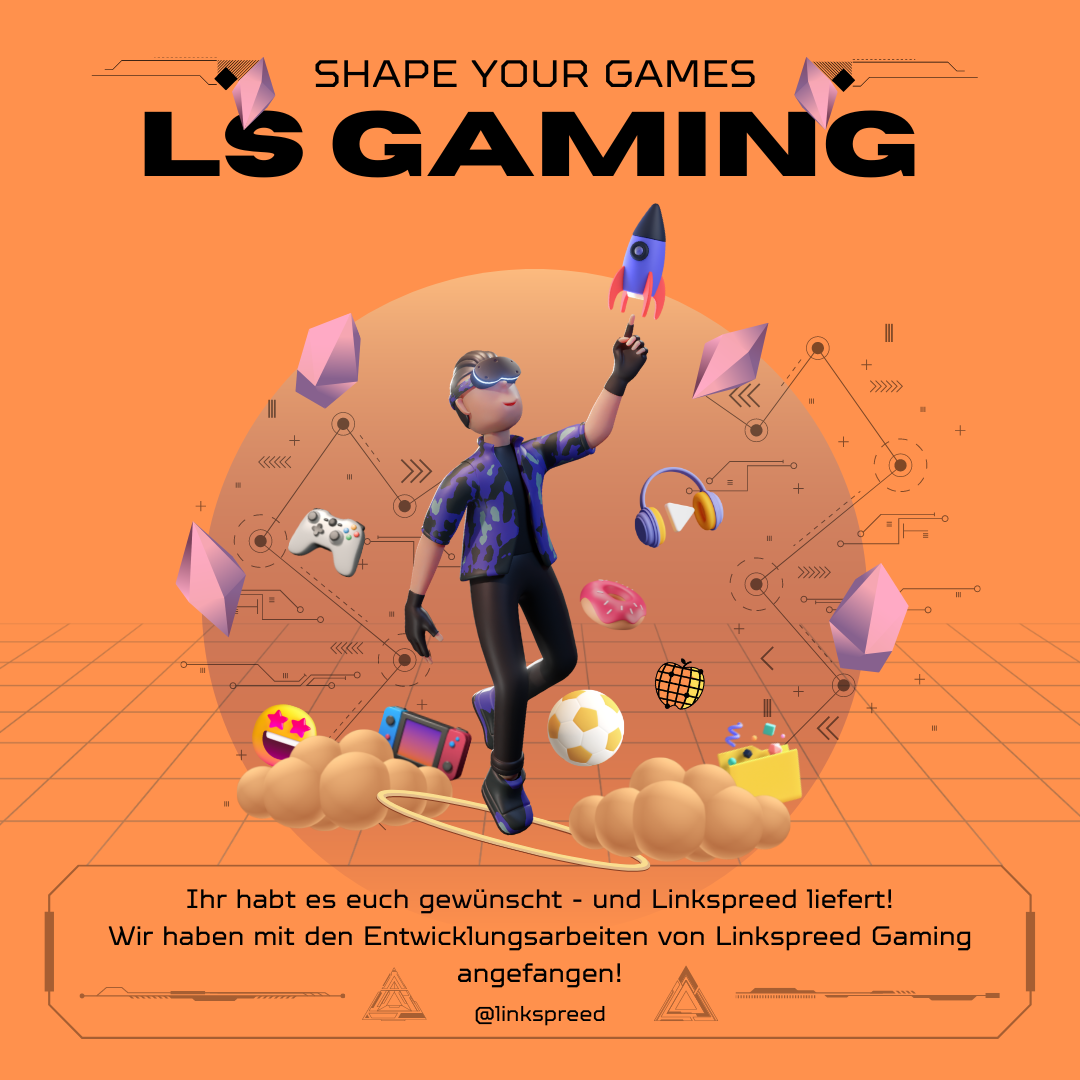 SHAPE YOUR GAMES
LS GAMING
Ihr habt es euch gewünscht - und Linkspreed liefert!
Wir haben mit den Entwicklungsarbeiten von Linkspreed Gaming
angefangen!
@linkspreed